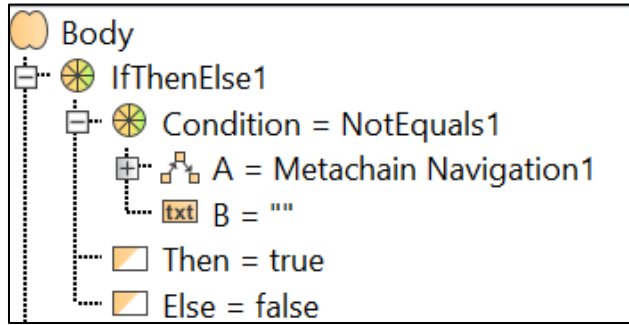 Body
IfThenElse1
Condition = NotEquals1
A = Metachain Navigation1
txt B = ""
Then = true
Else = false